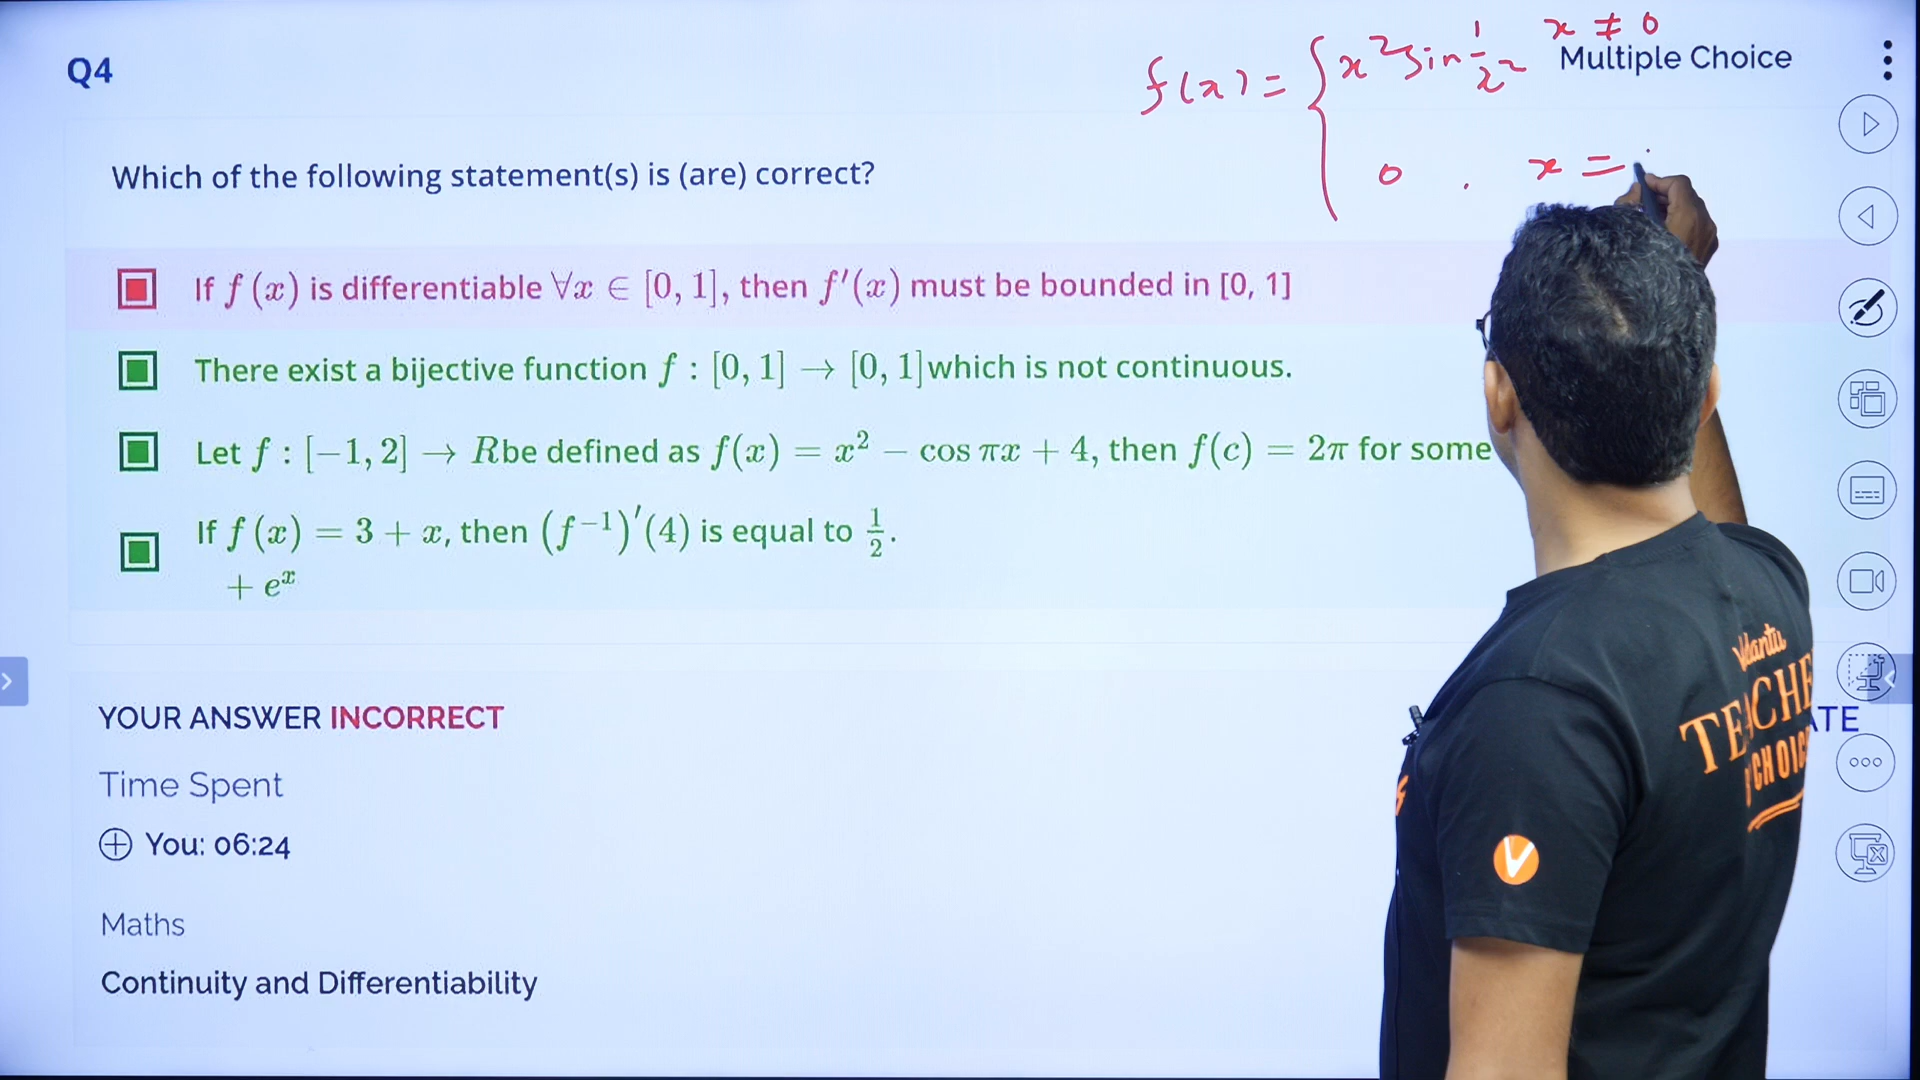 Q4
f(x) = { x² sin 1/x² x ≠ 0
Multiple Choice
0 . x =
Which of the following statement(s) is (are) correct?
If f (x) is differentiable ∀x ∈ [0, 1], then f′(x) must be bounded in [0, 1]
There exist a bijective function f : [0, 1] → [0, 1]which is not continuous.
Let f : [−1, 2] → Rbe defined as f(x) = x² − cos πx + 4, then f(c) = 2π for some
If f (x) = 3 + x, then (f⁻¹)′(4) is equal to 1/2.
+ eˣ
YOUR ANSWER INCORRECT
Time Spent
You: 06:24
Maths
Continuity and Differentiability
Vedantu